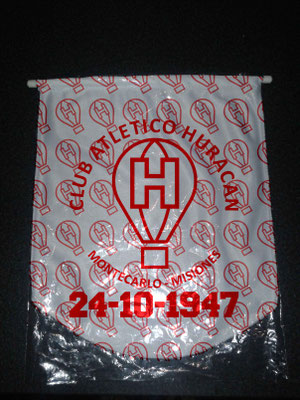 CLUB ATLETICO HURACAN
H
MONTECARLO - MISIONES
24-10-1947